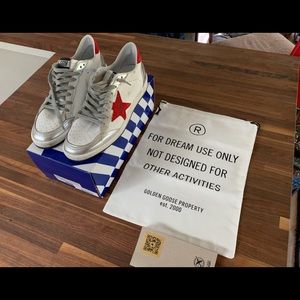 R
FOR DREAM USE ONLY
NOT DESIGNED FOR
OTHER ACTIVITIES
GOLDEN GOOSE PROPERTY
est. 2000